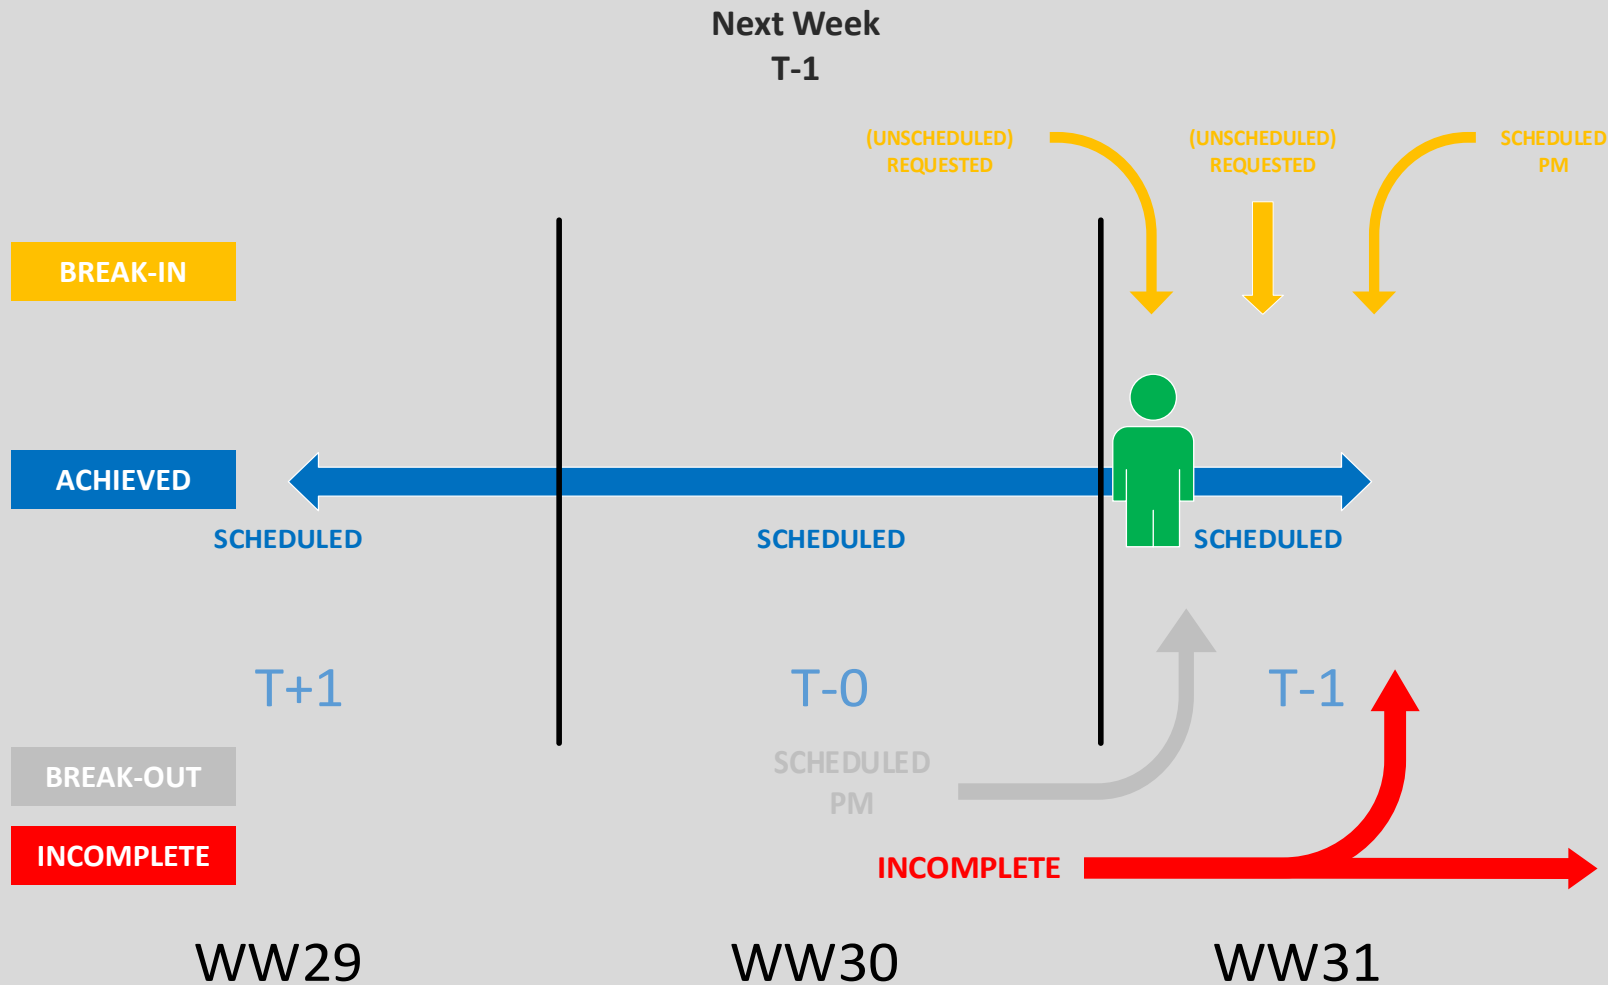 Next Week
T-1
(UNSCHEDULED)
REQUESTED
(UNSCHEDULED)
REQUESTED
SCHEDULED
PM
BREAK-IN
ACHIEVED
SCHEDULED
SCHEDULED
SCHEDULED
T+1
T-0
T-1
BREAK-OUT
SCHEDULED
PM
INCOMPLETE
INCOMPLETE
WW29
WW30
WW31